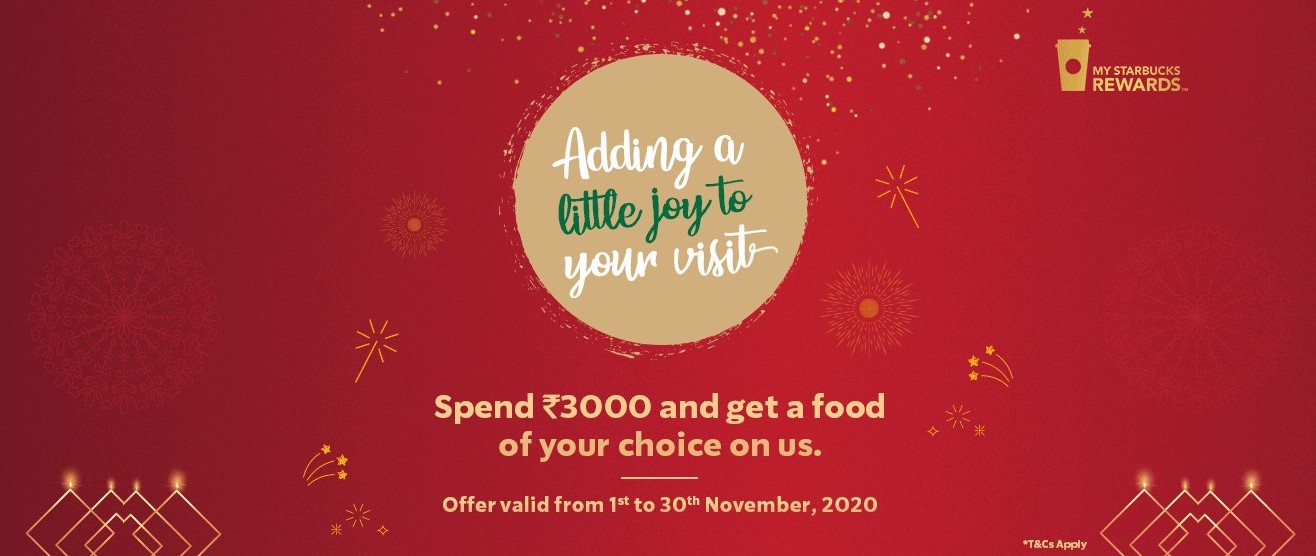 MY STARBUCKS
REWARDS™
Adding a
little joy to
your visit
Spend ₹3000 and get a food
of your choice on us.
Offer valid from 1st to 30th November, 2020
*T&Cs Apply